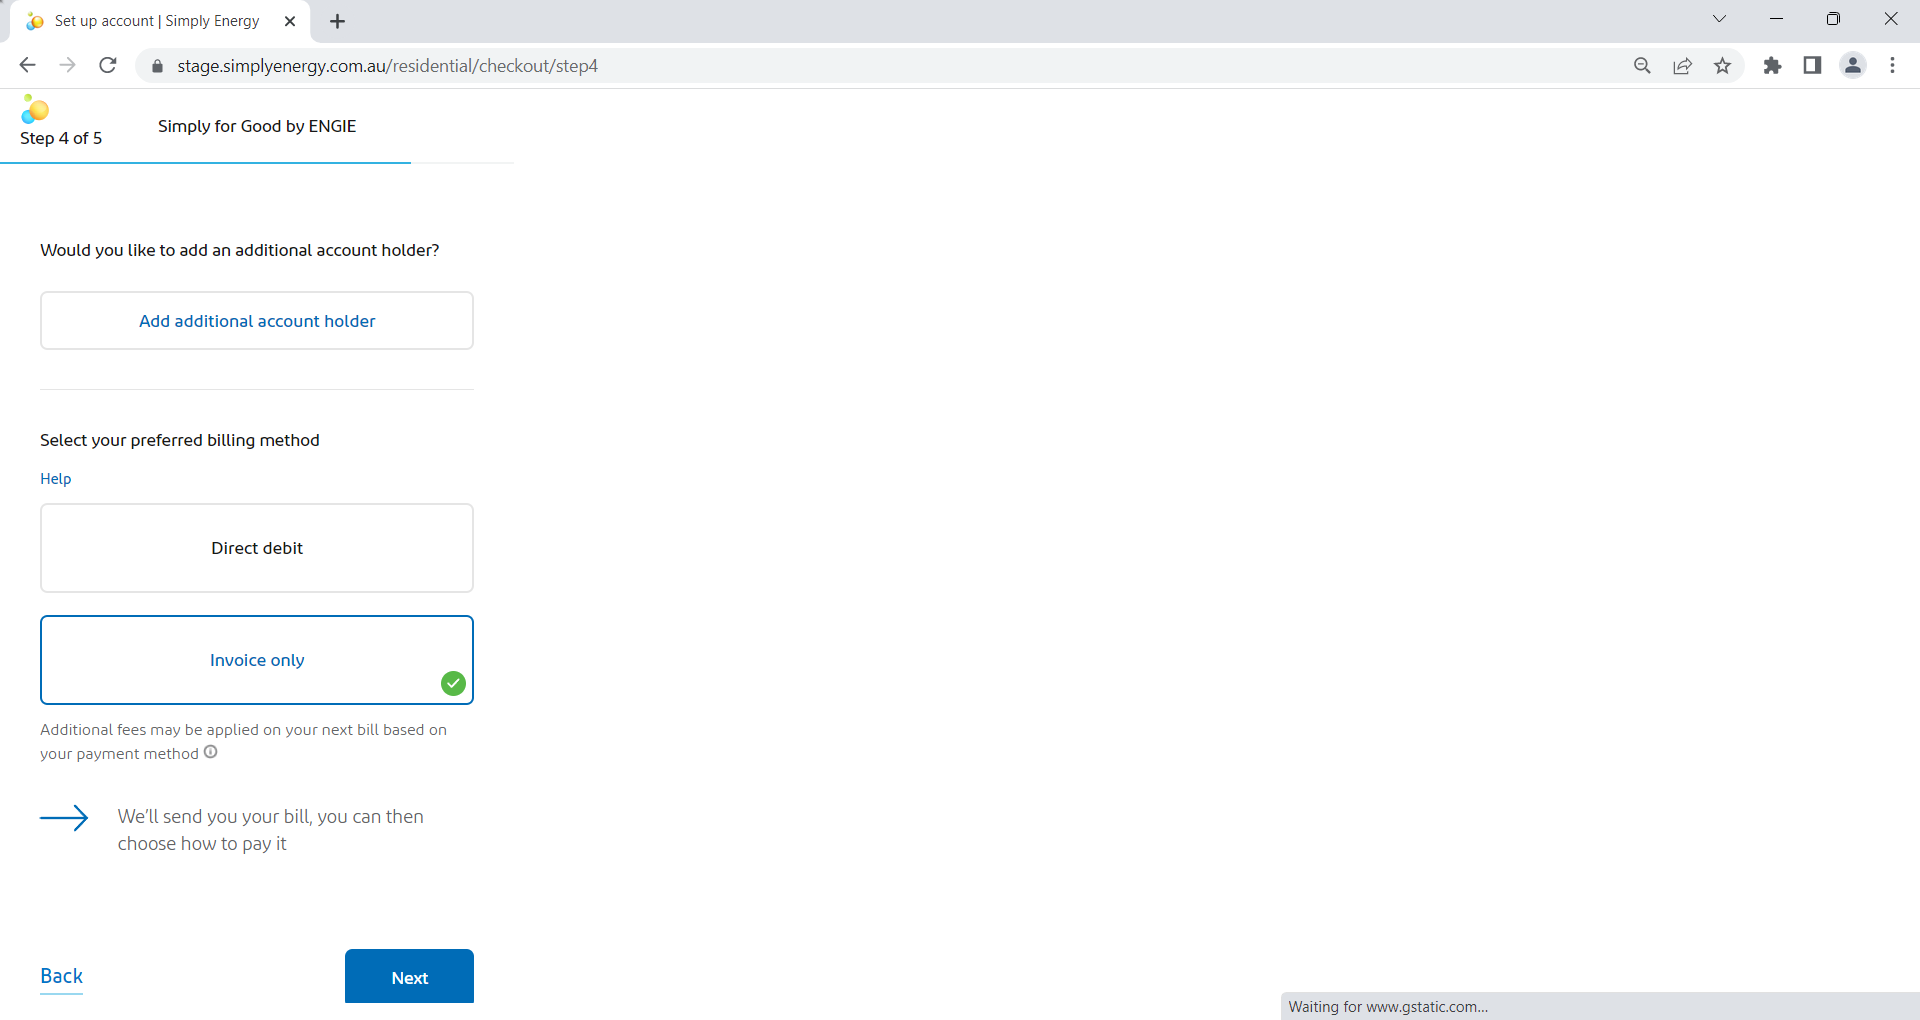 Set up account | Simply Energy
stage.simplyenergy.com.au/residential/checkout/step4
Step 4 of 5
Simply for Good by ENGIE
Would you like to add an additional account holder?
Add additional account holder
Select your preferred billing method
Help
Direct debit
Invoice only
Additional fees may be applied on your next bill based on
your payment method
We'll send you your bill, you can then
choose how to pay it
Back
Next
Waiting for www.gstatic.com...